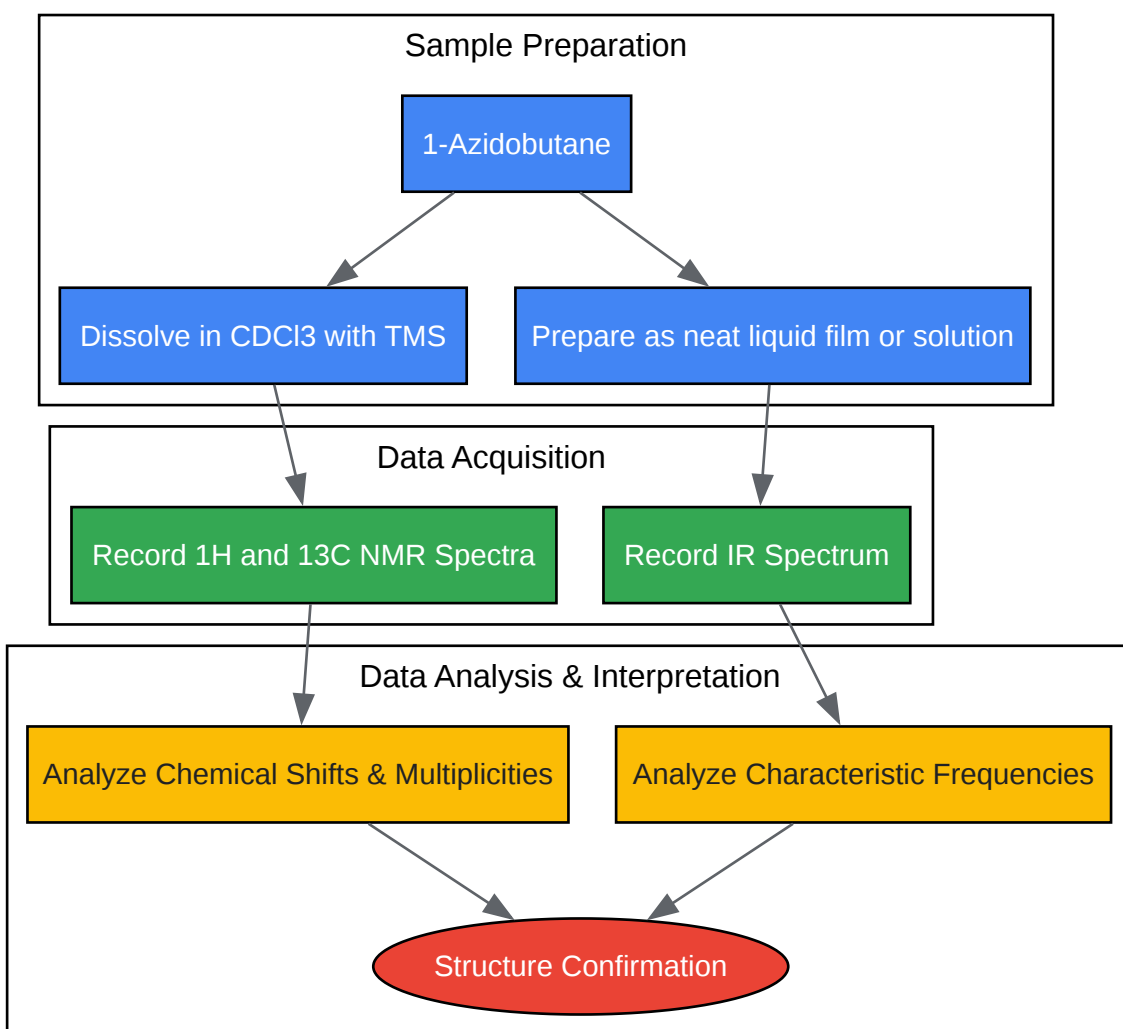 Sample Preparation
1-Azidobutane
Dissolve in CDCl3 with TMS
Prepare as neat liquid film or solution
Data Acquisition
Record 1H and 13C NMR Spectra
Record IR Spectrum
Data Analysis & Interpretation
Analyze Chemical Shifts & Multiplicities
Analyze Characteristic Frequencies
Structure Confirmation